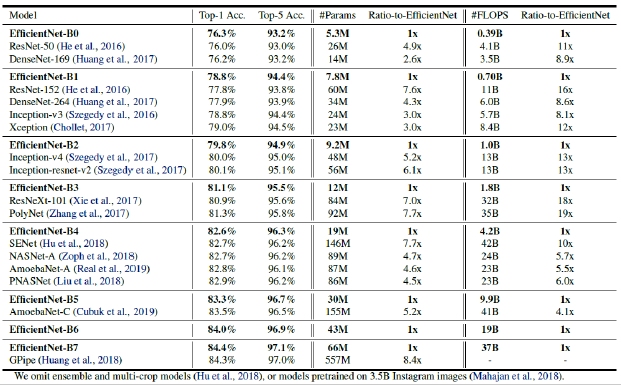 Model Top-1 Acc. Top-5 Acc. #Params Ratio-to-EfficientNet #FLOPS Ratio-to-EfficientNet
EfficientNet-B0 76.3% 93.2% 5.3M 1x 0.39B 1x
ResNet-50 (He et al., 2016) 76.0% 93.0% 26M 4.9x 4.1B 11x
DenseNet-169 (Huang et al., 2017) 76.2% 93.2% 14M 2.6x 3.5B 8.9x
EfficientNet-B1 78.8% 94.4% 7.8M 1x 0.70B 1x
ResNet-152 (He et al., 2016) 77.8% 93.8% 60M 7.6x 11B 16x
DenseNet-264 (Huang et al., 2017) 77.9% 93.9% 34M 4.3x 6.0B 8.6x
Inception-v3 (Szegedy et al., 2016) 78.8% 94.4% 24M 3.0x 5.7B 8.1x
Xception (Chollet, 2017) 79.0% 94.5% 23M 3.0x 8.4B 12x
EfficientNet-B2 79.8% 94.9% 9.2M 1x 1.0B 1x
Inception-v4 (Szegedy et al., 2017) 80.0% 95.0% 48M 5.2x 13B 13x
Inception-resnet-v2 (Szegedy et al., 2017) 80.1% 95.1% 56M 6.1x 13B 13x
EfficientNet-B3 81.1% 95.5% 12M 1x 1.8B 1x
ResNeXt-101 (Xie et al., 2017) 80.9% 95.6% 84M 7.0x 32B 18x
PolyNet (Zhang et al., 2017) 81.3% 95.8% 92M 7.7x 35B 19x
EfficientNet-B4 82.6% 96.3% 19M 1x 4.2B 1x
SENet (Hu et al., 2018) 82.7% 96.2% 146M 7.7x 42B 10x
NASNet-A (Zoph et al., 2018) 82.7% 96.2% 89M 4.7x 24B 5.7x
AmoebaNet-A (Real et al., 2019) 82.8% 96.1% 87M 4.6x 23B 5.5x
PNASNet (Liu et al., 2018) 82.9% 96.2% 86M 4.5x 23B 6.0x
EfficientNet-B5 83.3% 96.7% 30M 1x 9.9B 1x
AmoebaNet-C (Cubuk et al., 2019) 83.5% 96.5% 155M 5.2x 41B 4.1x
EfficientNet-B6 84.0% 96.9% 43M 1x 19B 1x
EfficientNet-B7 84.4% 97.1% 66M 1x 37B 1x
GPipe (Huang et al., 2018) 84.3% 97.0% 557M 8.4x - -
We omit ensemble and multi-crop models (Hu et al., 2018), or models pretrained on 3.5B Instagram images (Mahajan et al., 2018).